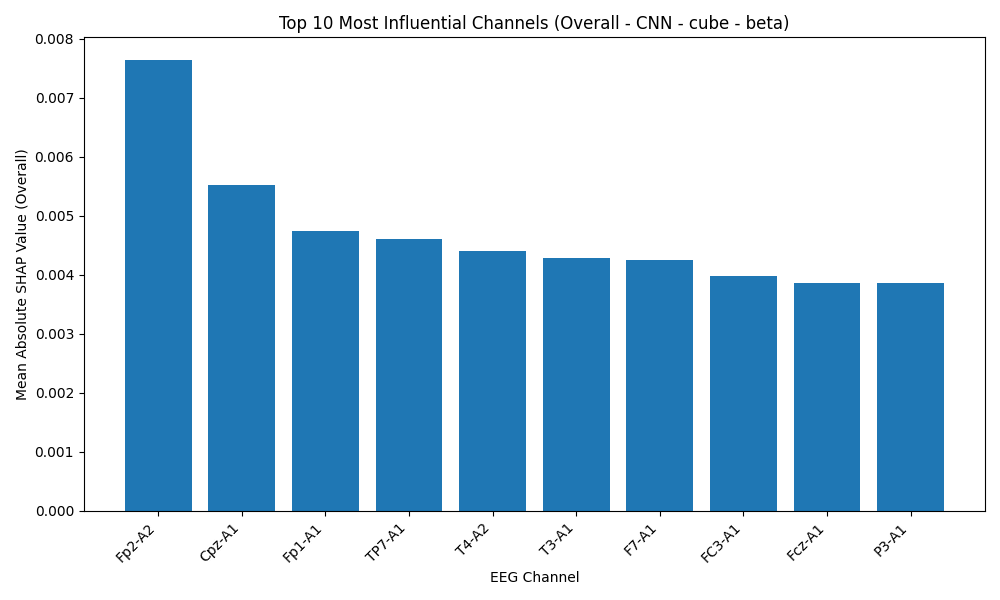 Top 10 Most Influential Channels (Overall - CNN - cube - beta)
Mean Absolute SHAP Value (Overall)
0.008
0.007
0.006
0.005
0.004
0.003
0.002
0.001
0.000
Fp2-A2
Cpz-A1
Fp1-A1
TP7-A1
T4-A2
T3-A1
F7-A1
FC3-A1
Fcz-A1
P3-A1
EEG Channel